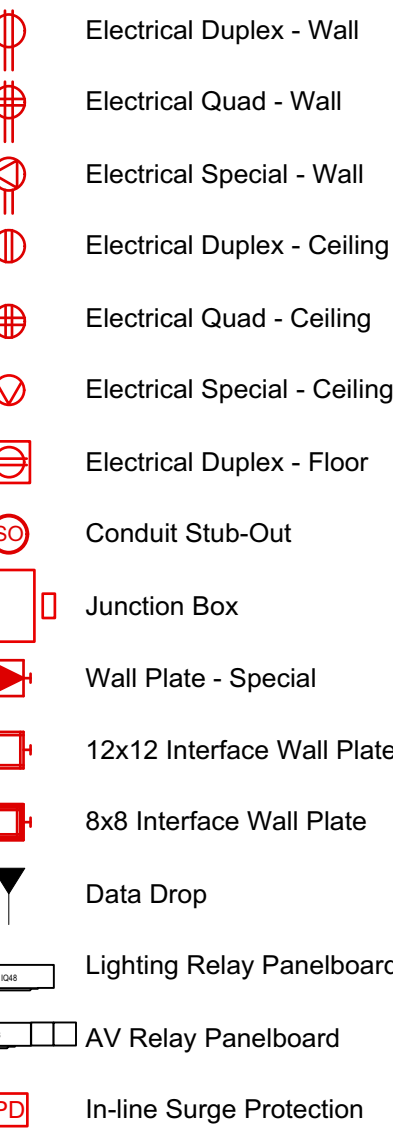 Electrical Duplex - Wall
Electrical Quad - Wall
Electrical Special - Wall
Electrical Duplex - Ceiling
Electrical Quad - Ceiling
Electrical Special - Ceiling
Electrical Duplex - Floor
SO Conduit Stub-Out
Junction Box
Wall Plate - Special
12x12 Interface Wall Plate
8x8 Interface Wall Plate
Data Drop
IQ48 Lighting Relay Panelboard
AV Relay Panelboard
PD In-line Surge Protection